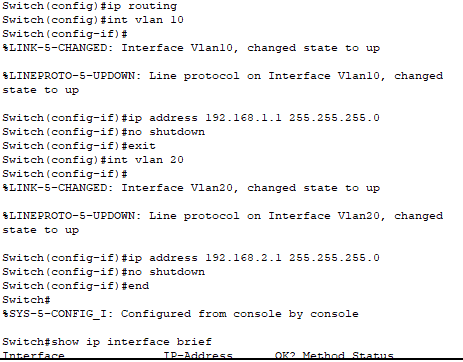 Switch(config)#ip routing
Switch(config)#int vlan 10
Switch(config-if)#
%LINK-5-CHANGED: Interface Vlan10, changed state to up
%LINEPROTO-5-UPDOWN: Line protocol on Interface Vlan10, changed
state to up
Switch(config-if)#ip address 192.168.1.1 255.255.255.0
Switch(config-if)#no shutdown
Switch(config-if)#exit
Switch(config)#int vlan 20
Switch(config-if)#
%LINK-5-CHANGED: Interface Vlan20, changed state to up
%LINEPROTO-5-UPDOWN: Line protocol on Interface Vlan20, changed
state to up
Switch(config-if)#ip address 192.168.2.1 255.255.255.0
Switch(config-if)#no shutdown
Switch(config-if)#end
Switch#
%SYS-5-CONFIG_I: Configured from console by console
Switch#show ip interface brief
Interface IP-Address OK? Method Status